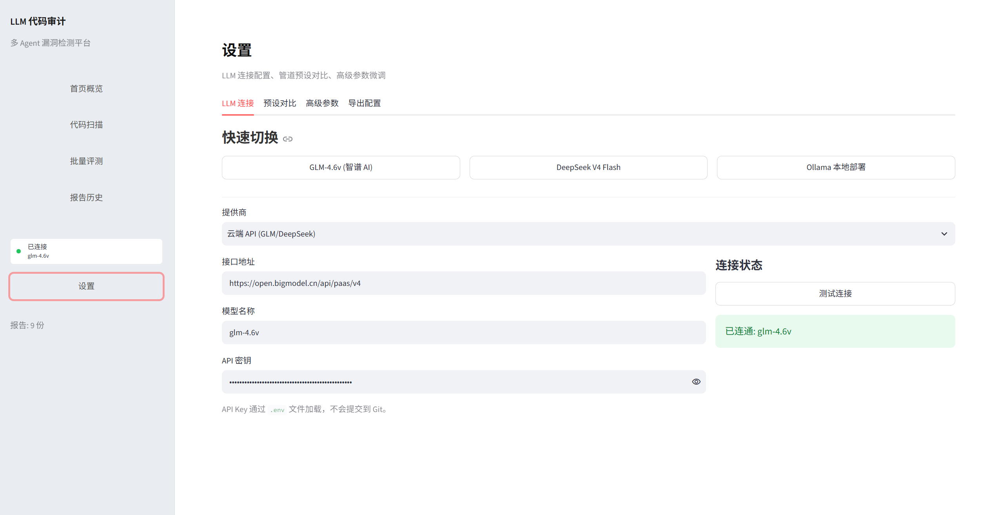 LLM 代码审计
多 Agent 漏洞检测平台
首页概览
代码扫描
批量评测
报告历史
已连接
glm-4.6v
设置
报告: 9 份
设置
LLM 连接配置、管道预设对比、高级参数微调
LLM 连接 预设对比 高级参数 导出配置
快速切换
GLM-4.6v (智谱 AI) DeepSeek V4 Flash Ollama 本地部署
提供商
云端 API (GLM/DeepSeek)
接口地址
https://open.bigmodel.cn/api/paas/v4
模型名称
glm-4.6v
API 密钥
••••••••••••••••••••••••••••••••••••••••••••••••••
API Key 通过 .env 文件加载，不会提交到 Git。
连接状态
测试连接
已连通: glm-4.6v